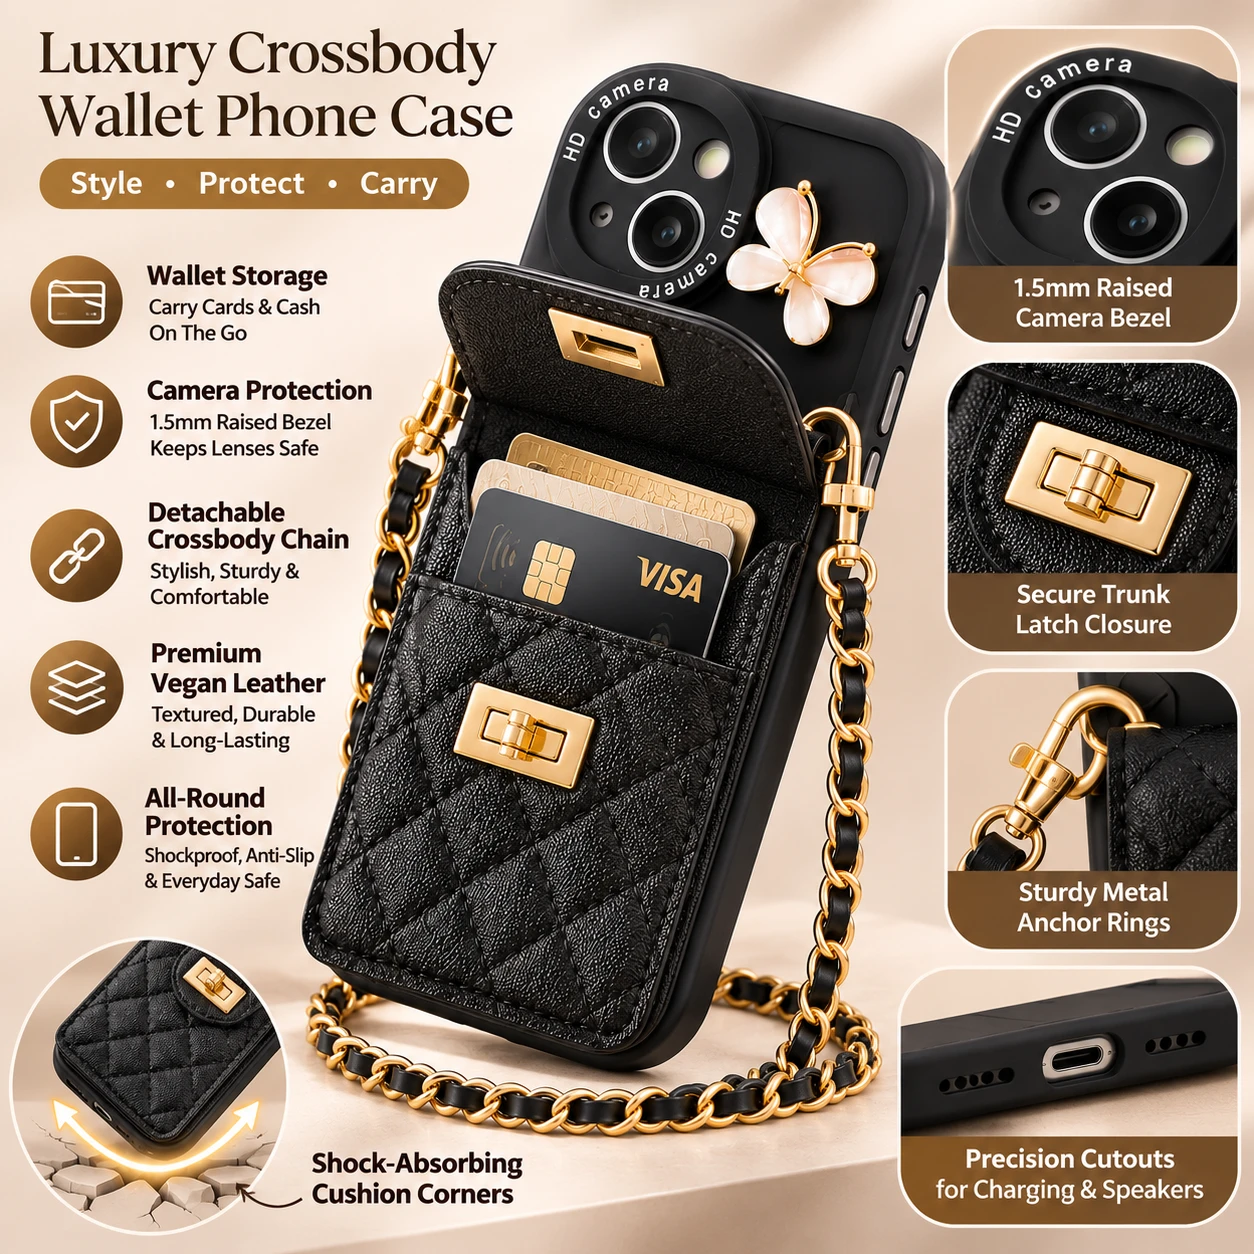 Luxury Crossbody
Wallet Phone Case
Style • Protect • Carry
Wallet Storage
Carry Cards & Cash
On The Go
Camera Protection
1.5mm Raised Bezel
Keeps Lenses Safe
Detachable
Crossbody Chain
Stylish, Sturdy &
Comfortable
Premium
Vegan Leather
Textured, Durable
& Long-Lasting
All-Round
Protection
Shockproof, Anti-Slip
& Everyday Safe
Shock-Absorbing
Cushion Corners
HD camera
HD camera
VISA
HD camera
1.5mm Raised
Camera Bezel
Secure Trunk
Latch Closure
Sturdy Metal
Anchor Rings
Precision Cutouts
for Charging & Speakers